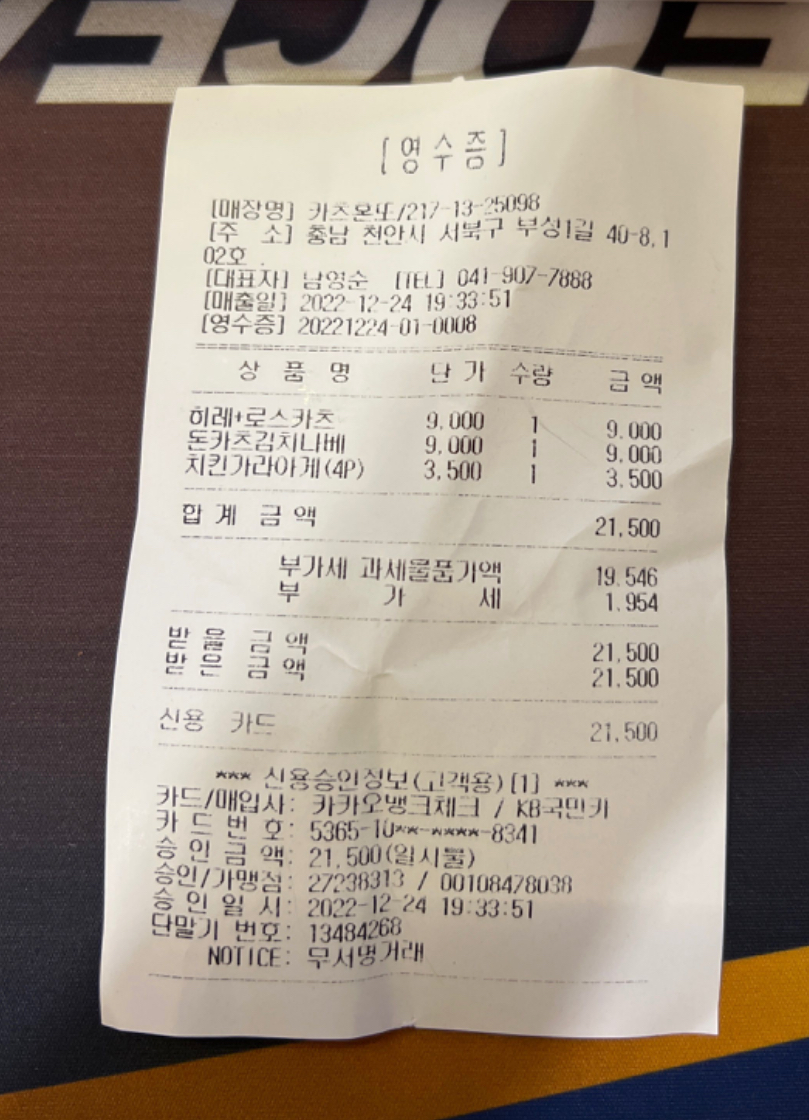 [영수증]
[매장명] 카츠온또/217-13-25098
[주 소] 충남 천안시 서북구 부성1길 40-8,1
02호 .
[대표자] 남영순 [TEL] 041-907-7888
[매출일] 2022-12-24 19:33:51
[영수증] 20221224-01-0008
상 품 명 단 가 수량 금 액
히레+로스카츠 9,000 1 9,000
돈카츠김치나베 9,000 1 9,000
치킨가라아게(4P) 3,500 1 3,500
합 계 금 액 21,500
부가세 과세물품가액 19,546
부 가 세 1,954
받 을 금 액 21,500
받 은 금 액 21,500
신용 카드 21,500
*** 신용승인정보(고객용)[1] ***
카드/매입사: 카카오뱅크체크 / KB국민카
카 드 번 호: 5365-10**-****-8341
승 인 금 액: 21,500(일시불)
승인/가맹점: 27238313 / 00108478038
승 인 일 시: 2022-12-24 19:33:51
단말기 번호: 13484268
NOTICE: 무서명거래